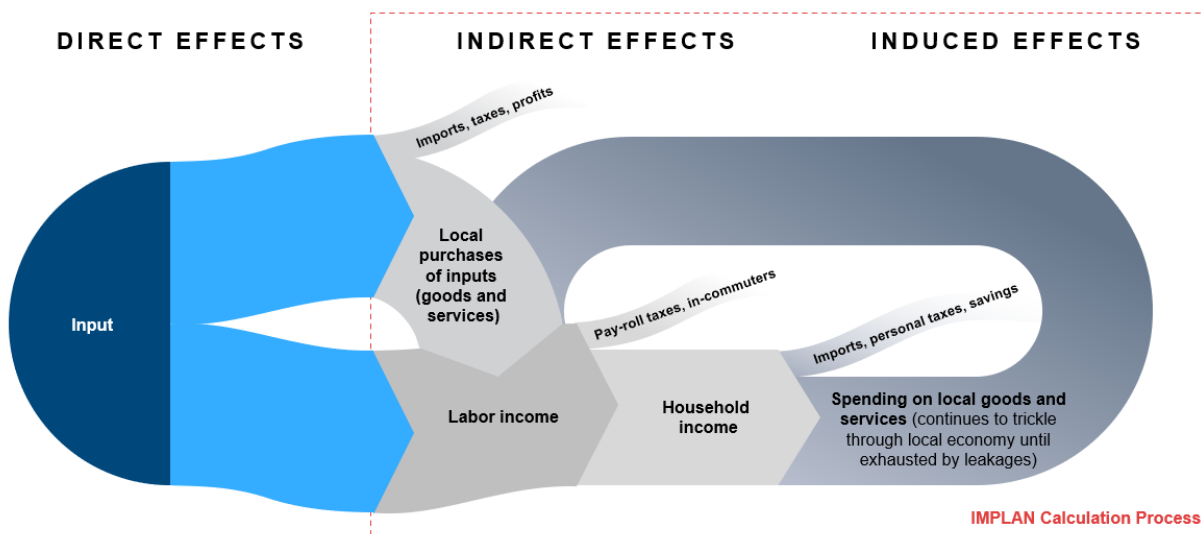 DIRECT EFFECTS
INDIRECT EFFECTS
INDUCED EFFECTS
Imports, taxes, profits
Local
purchases
of inputs
(goods and
services)
Input
Pay-roll taxes, in-commuters
Imports, personal taxes, savings
Labor income
Household
income
Spending on local goods and
services (continues to trickle
through local economy until
exhausted by leakages)
IMPLAN Calculation Process